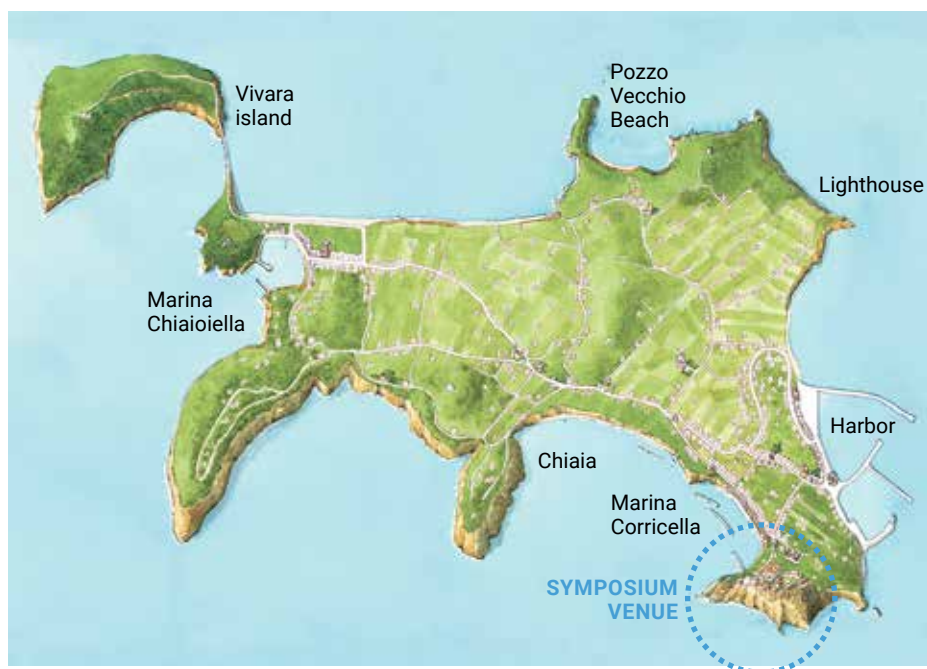 Vivara
island
Pozzo
Vecchio
Beach
Lighthouse
Marina
Chiaioiella
Harbor
Chiaia
Marina
Corricella
SYMPOSIUM
VENUE